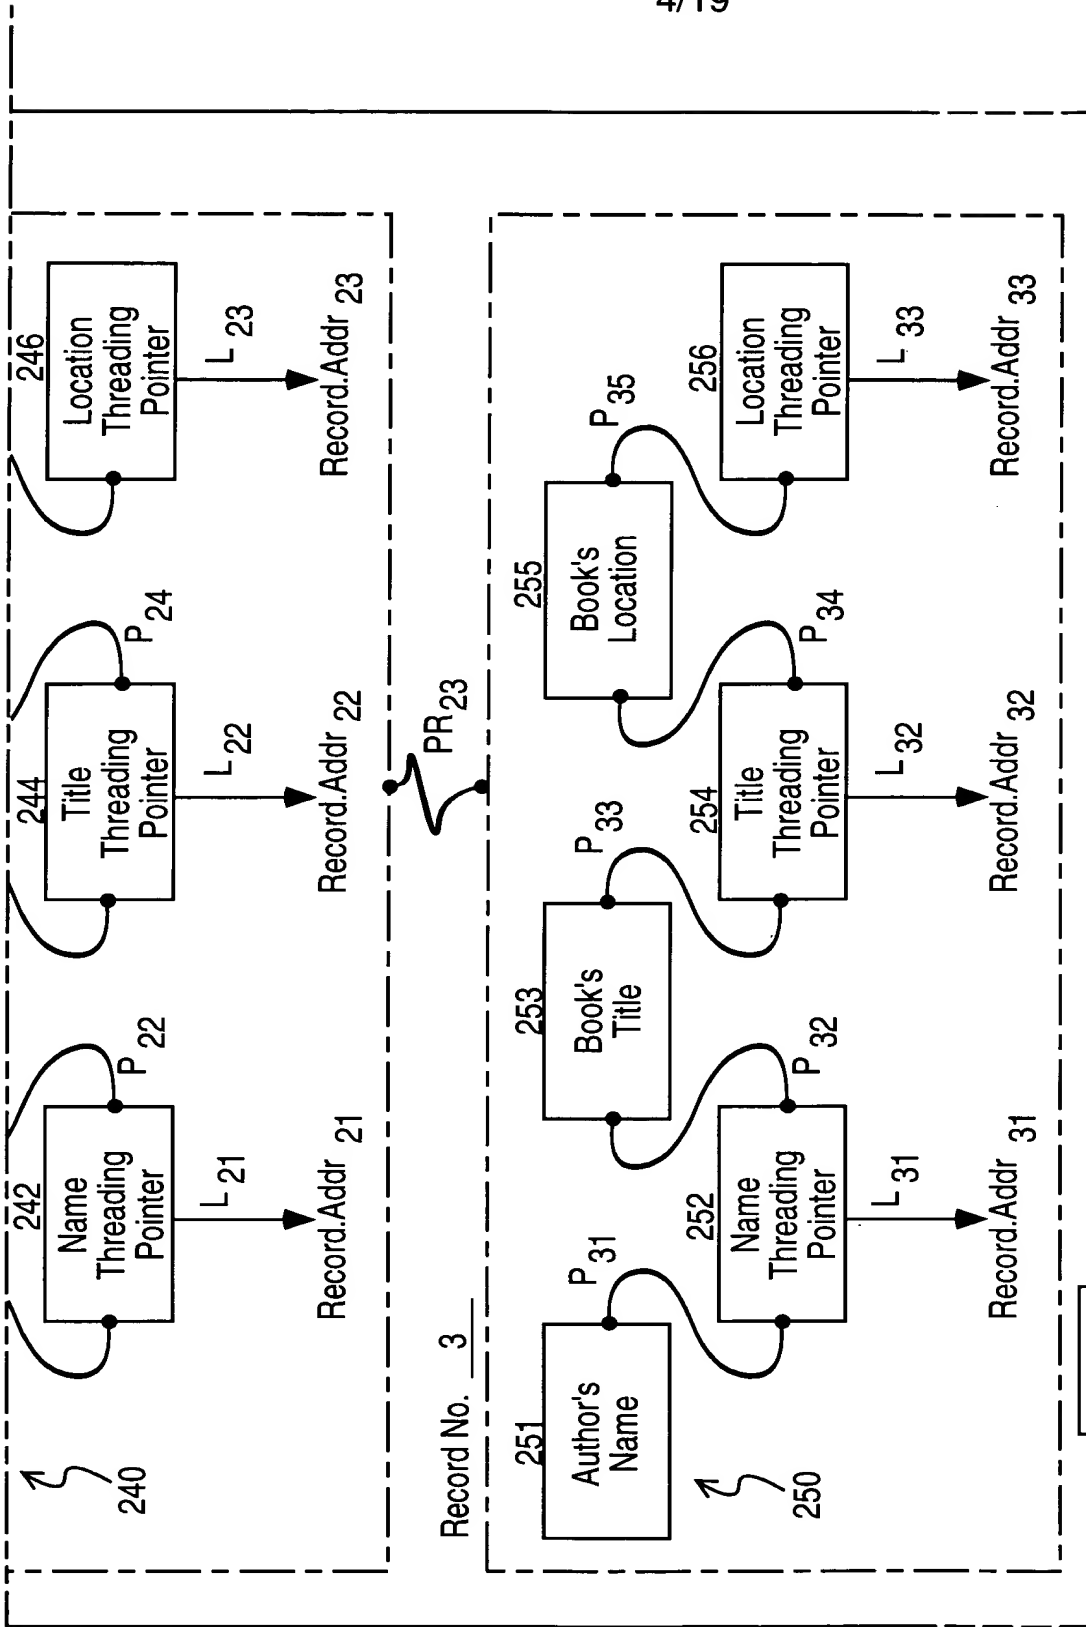 4/19
242
244
246
Name
Threading
Pointer
Title
Threading
Pointer
Location
Threading
Pointer
240
P 22
P 24
L 21
L 22
L 23
Record.Addr 21
Record.Addr 22
Record.Addr 23
PR 23
Record No. 3
251
253
255
Author's
Name
Book's
Title
Book's
Location
P 31
P 33
P 35
252
254
256
Name
Threading
Pointer
Title
Threading
Pointer
Location
Threading
Pointer
250
P 32
P 34
L 31
L 32
L 33
Record.Addr 31
Record.Addr 32
Record.Addr 33